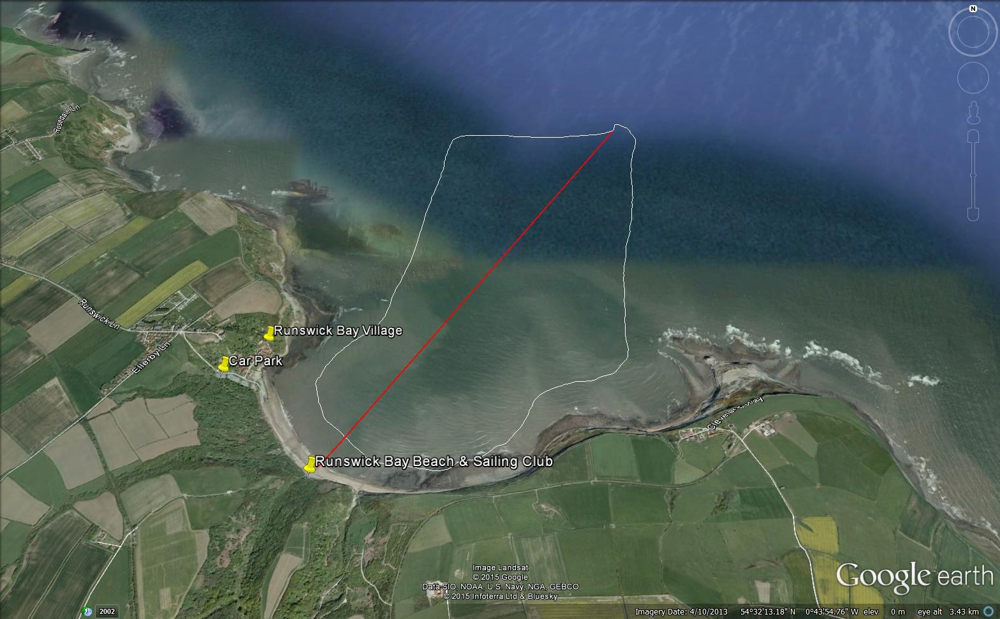 N
Rosedale Ln
Runswick Ln
Runswick Bay Village
Ellerby Ln
Car Park
Cleveland Way
Runswick Bay Beach & Sailing Club
Image Landsat
© 2015 Google
Data SIO, NOAA, U.S. Navy, NGA, GEBCO
© 2015 Infoterra Ltd & Bluesky
Google earth
2002
Imagery Date: 4/10/2013 54°32'13.18" N 0°43'54.76" W elev 0 m eye alt 3.43 km